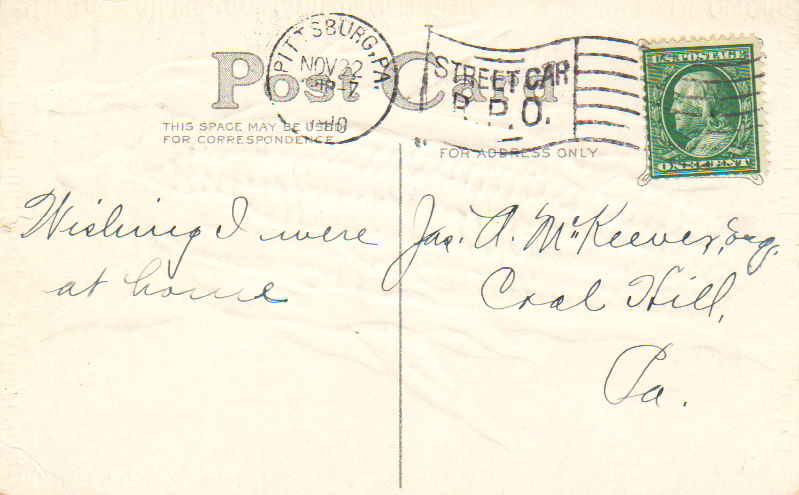 PITTSBURG, PA.
NOV 22
STREET CAR
R.P.O.
U.S. POSTAGE
ONE CENT
Post Card
THIS SPACE MAY BE USED
FOR CORRESPONDENCE
FOR ADDRESS ONLY
Wishing I were
at home
Jas. A. McKeever, Esq.
Coal Hill,
Pa.